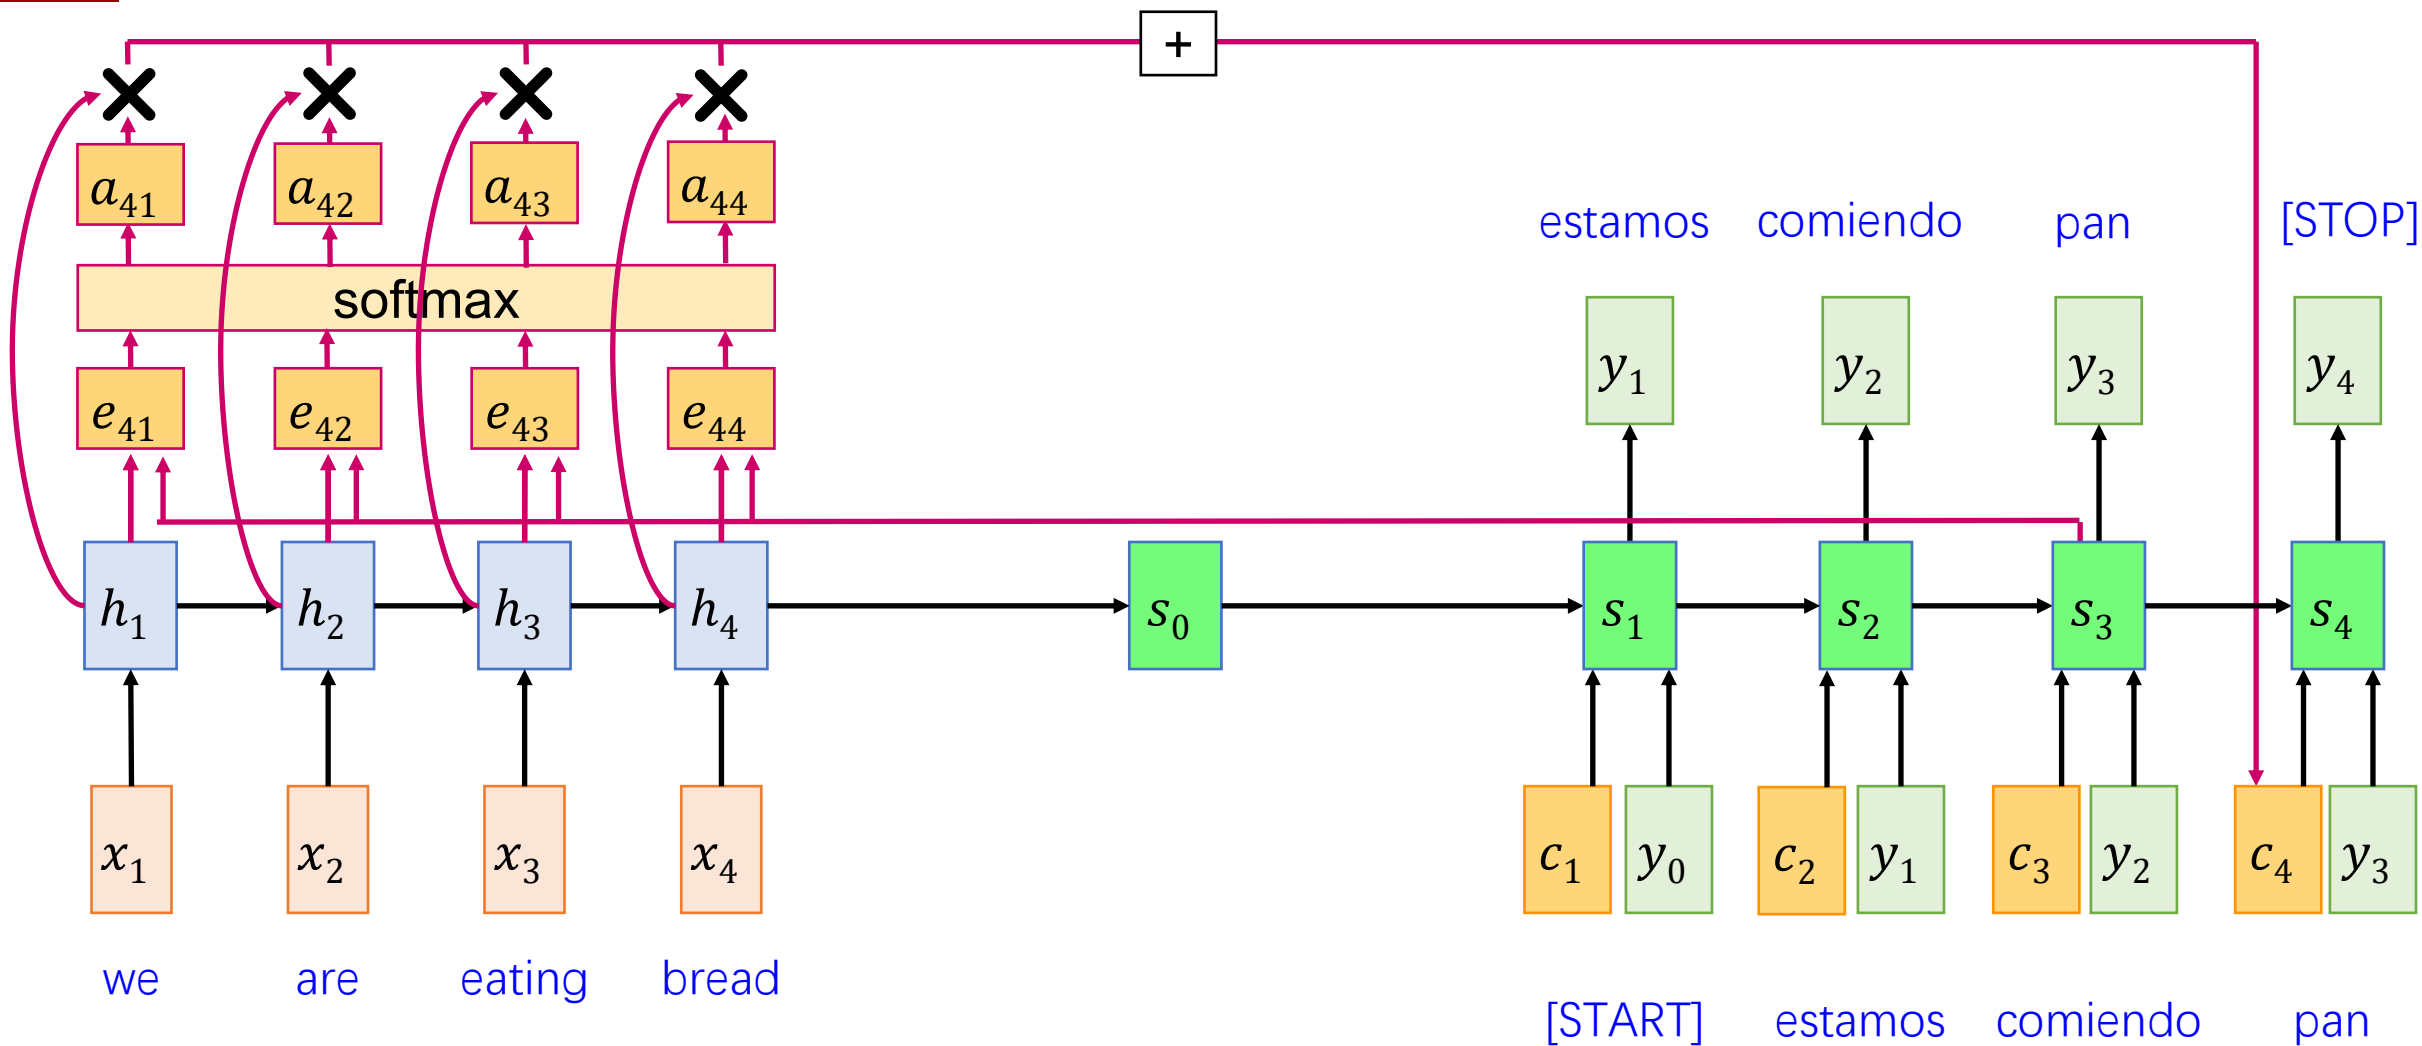 +
a₄₁ a₄₂ a₄₃ a₄₄
estamos comiendo pan [STOP]
softmax
y₁ y₂ y₃ y₄
e₄₁ e₄₂ e₄₃ e₄₄
h₁ h₂ h₃ h₄ s₀ s₁ s₂ s₃ s₄
x₁ x₂ x₃ x₄ c₁ y₀ c₂ y₁ c₃ y₂ c₄ y₃
we are eating bread
[START] estamos comiendo pan